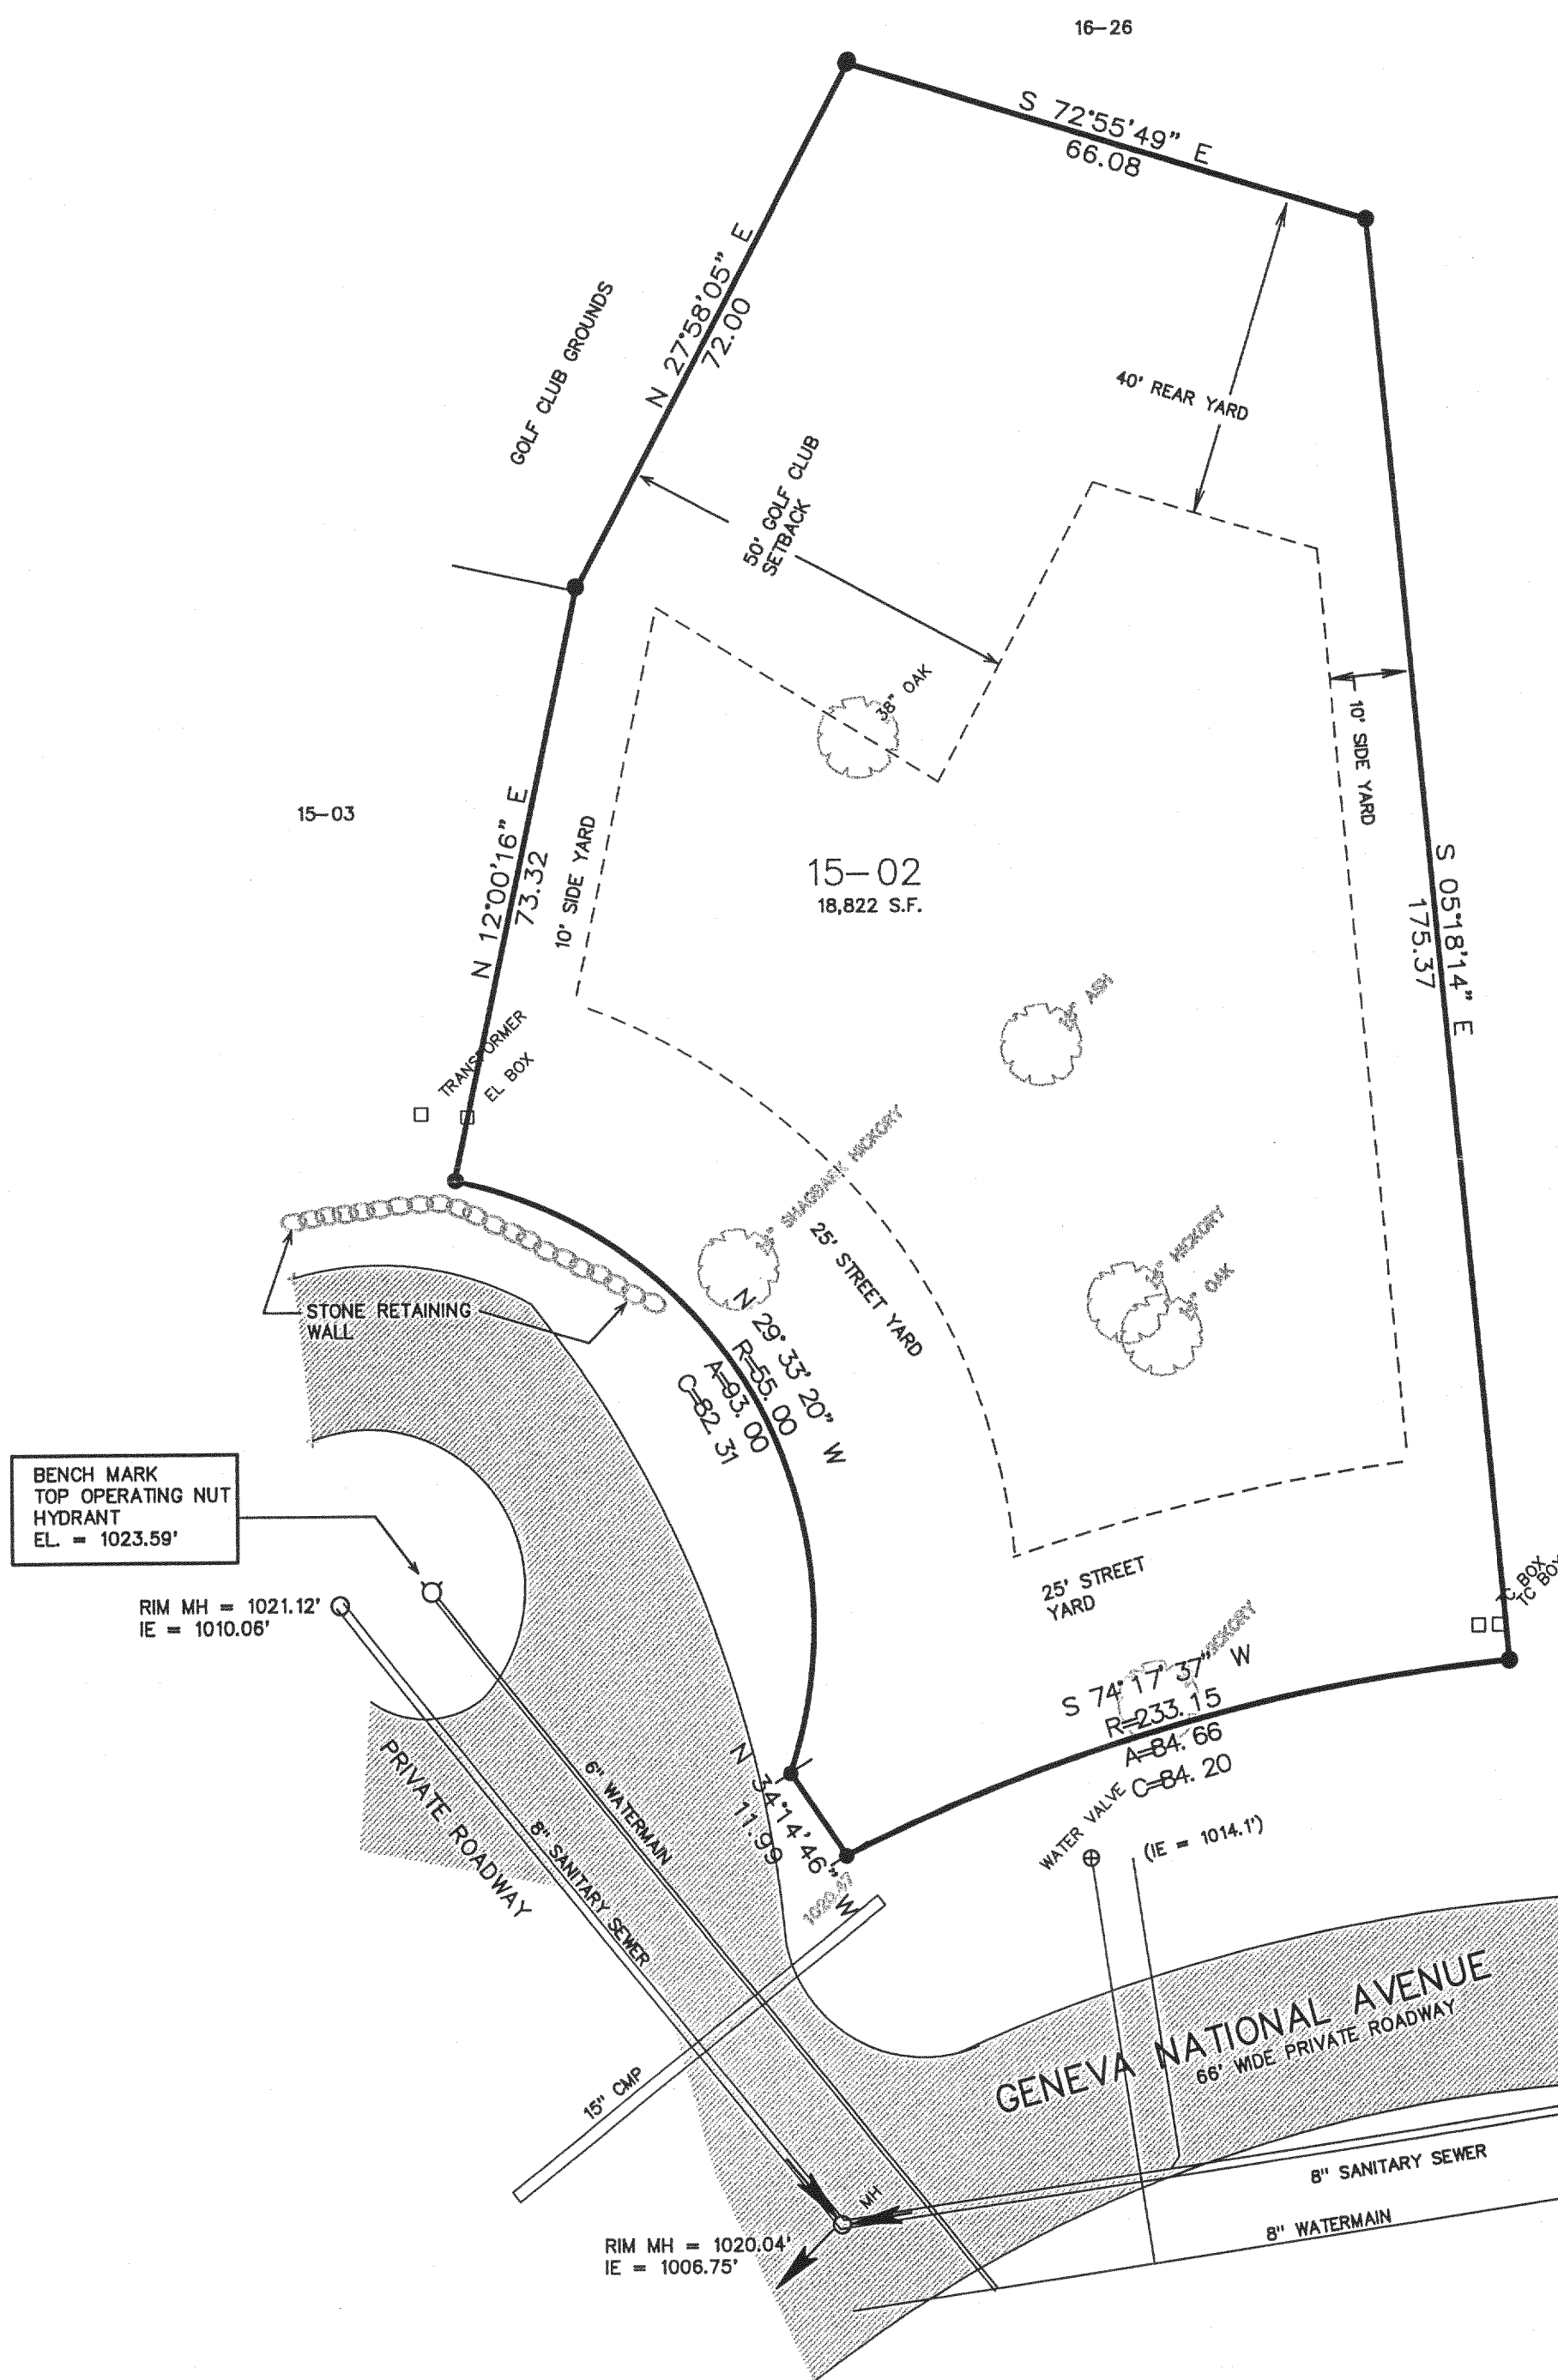 16-26
S 72°55'49" E
66.08
N 27°58'05" E
72.00
GOLF CLUB GROUNDS
40' REAR YARD
50' GOLF CLUB
SETBACK
38" OAK
10' SIDE YARD
15-03
N 12°00'16" E
73.32
10' SIDE YARD
15-02
18,822 S.F.
S 05°18'14" E
175.37
ASH
TRANSFORMER
EL BOX
SHAGBARK HICKORY
25' STREET YARD
HICKORY
OAK
STONE RETAINING
WALL
N 29°33'20" W
R=55.00
A=93.00
C=82.31
BENCH MARK
TOP OPERATING NUT
HYDRANT
EL. = 1023.59'
RIM MH = 1021.12'
IE = 1010.06'
25' STREET
YARD
TC BOX
TC BOX
HICKORY
S 74°17'37" W
R=233.15
A=84.66
C=84.20
N 34°14'46" W
11.99
WATER VALVE
(IE = 1014.1')
PRIVATE ROADWAY
6" WATERMAIN
8" SANITARY SEWER
GENEVA NATIONAL AVENUE
66' WIDE PRIVATE ROADWAY
15" CMP
MH
8" SANITARY SEWER
8" WATERMAIN
RIM MH = 1020.04'
IE = 1006.75'